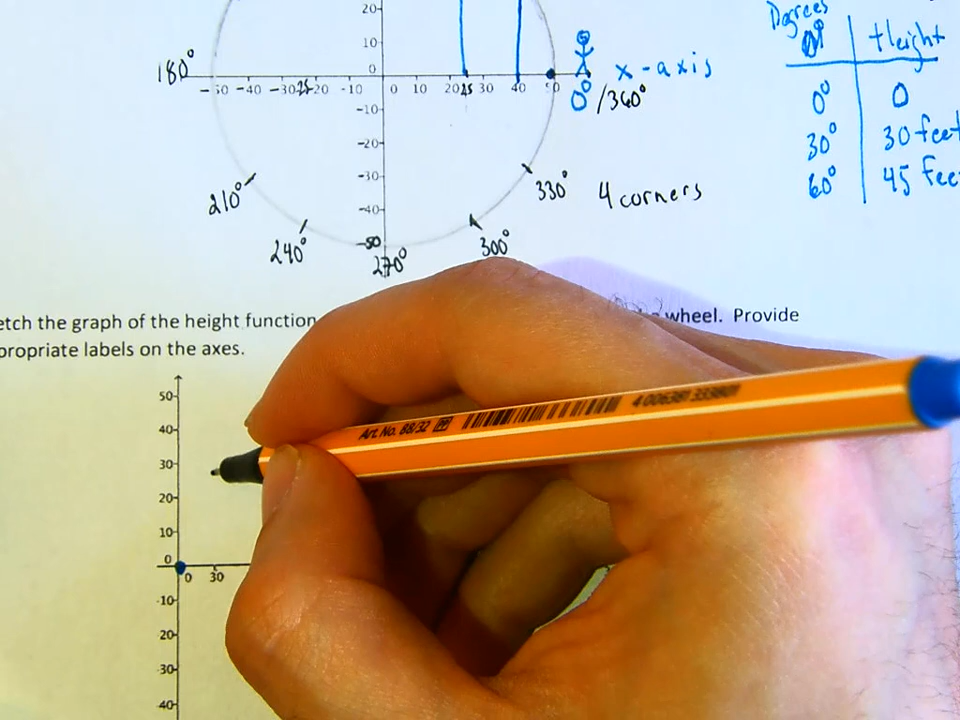 Degrees
Height
20
10
0
180°
-50 -40 -30 -20 -10 0 10 20 25 30 40 50
x-axis
0°/360°
0° 0
-10
-20
30° 30 feet
-30
60° 45 fee
210°
330°
4 corners
-40
240°
300°
-50
270°
etch the graph of the height function
wheel. Provide
propriate labels on the axes.
50
40
Art. No. 88/32
30
20
10
0
0 30
-10
-20
-30
-40